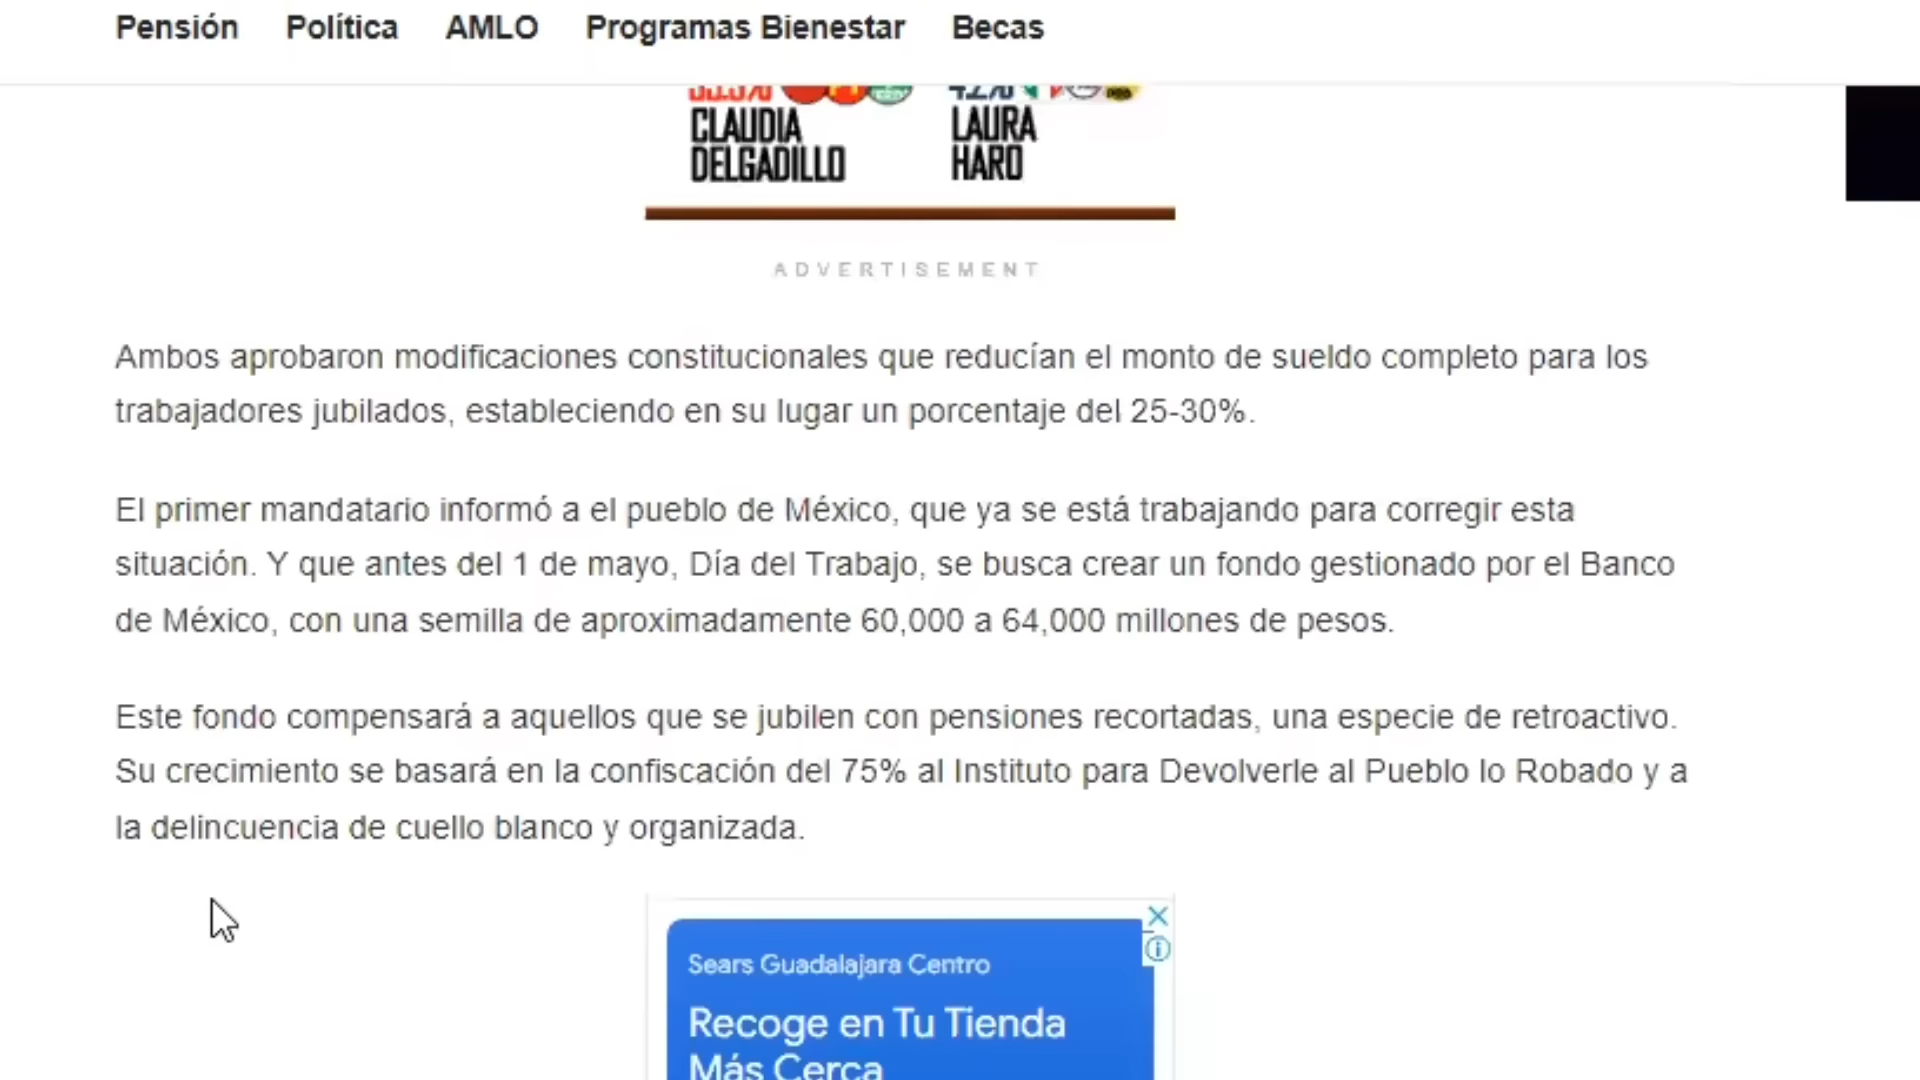 Pensión Política AMLO Programas Bienestar Becas
CLAUDIA
DELGADILLO
LAURA
HARO
ADVERTISEMENT
Ambos aprobaron modificaciones constitucionales que reducían el monto de sueldo completo para los
trabajadores jubilados, estableciendo en su lugar un porcentaje del 25-30%.
El primer mandatario informó a el pueblo de México, que ya se está trabajando para corregir esta
situación. Y que antes del 1 de mayo, Día del Trabajo, se busca crear un fondo gestionado por el Banco
de México, con una semilla de aproximadamente 60,000 a 64,000 millones de pesos.
Este fondo compensará a aquellos que se jubilen con pensiones recortadas, una especie de retroactivo.
Su crecimiento se basará en la confiscación del 75% al Instituto para Devolverle al Pueblo lo Robado y a
la delincuencia de cuello blanco y organizada.
Sears Guadalajara Centro
Recoge en Tu Tienda
Más Cerca